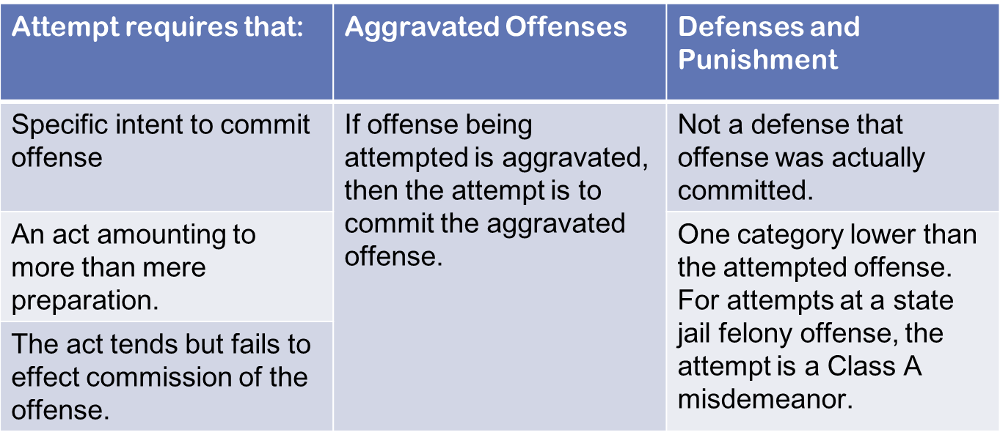 Attempt requires that:
Aggravated Offenses
Defenses and
Punishment
Specific intent to commit
offense
An act amounting to
more than mere
preparation.
The act tends but fails to
effect commission of the
offense.
If offense being
attempted is aggravated,
then the attempt is to
commit the aggravated
offense.
Not a defense that
offense was actually
committed.
One category lower than
the attempted offense.
For attempts at a state
jail felony offense, the
attempt is a Class A
misdemeanor.